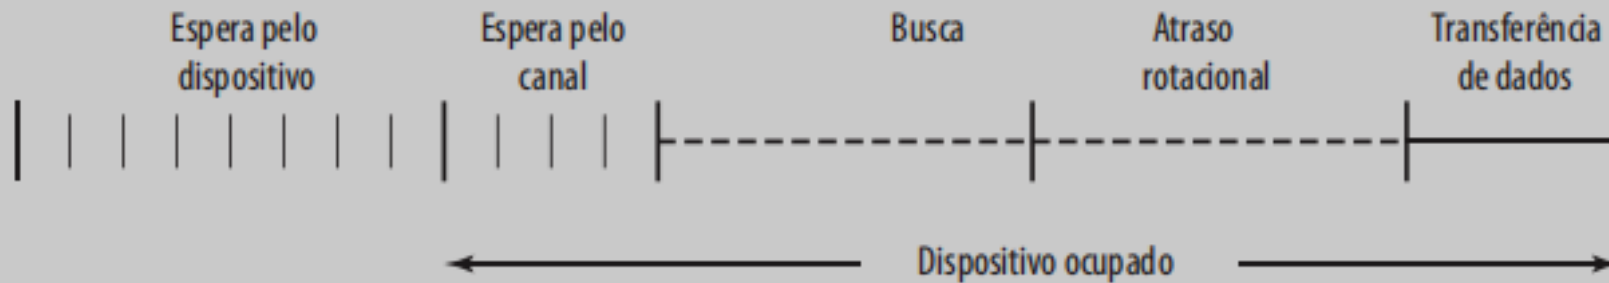 Espera pelo
dispositivo
Espera pelo
canal
Busca
Atraso
rotacional
Transferência
de dados
Dispositivo ocupado